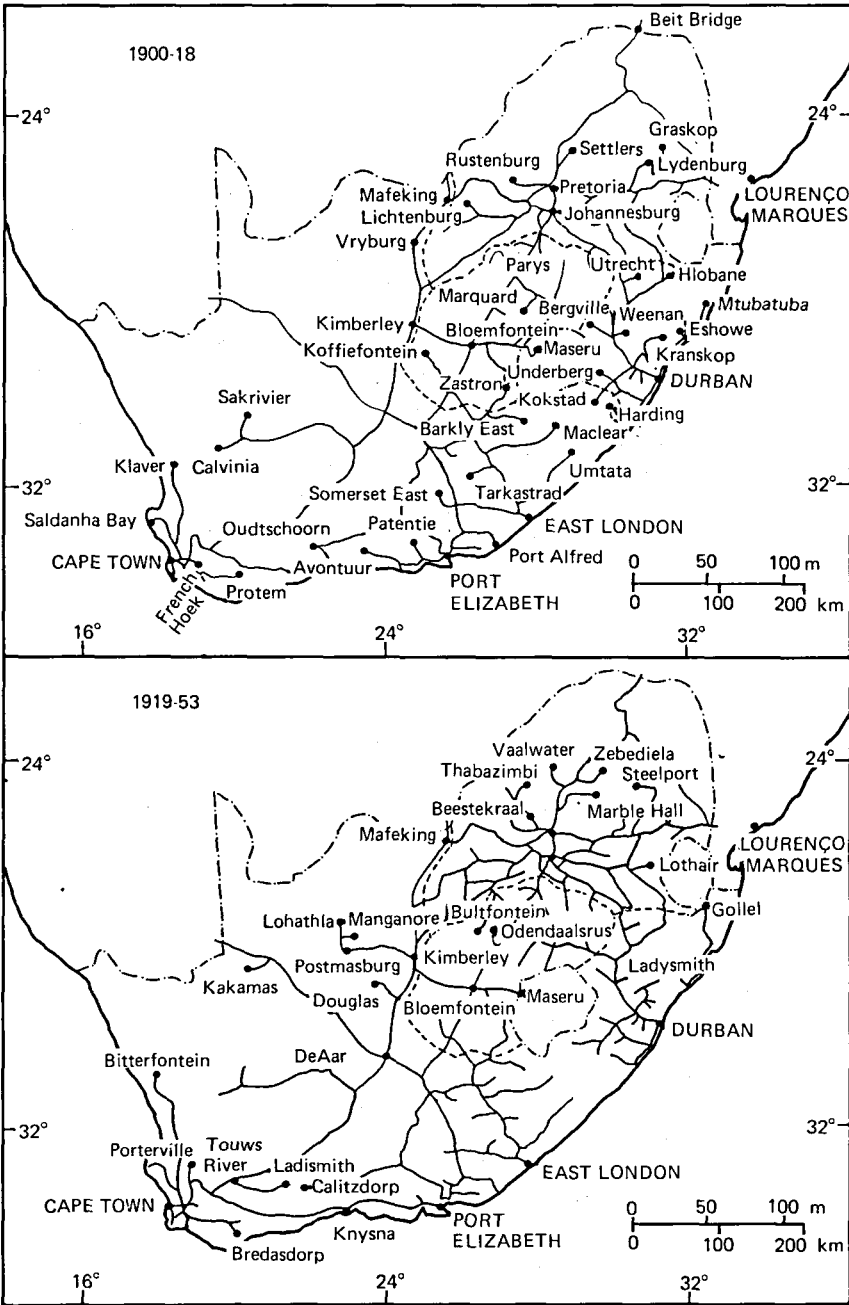 Beit Bridge
1900-18
24°
24°
Graskop
Settlers
Rustenburg
Lydenburg
Mafeking
Pretoria
LOURENÇO
MARQUES
Lichtenburg
Johannesburg
Vryburg
Parys
Utrecht
Hlobane
Marquard
Bergville
Weenan
Mtubatuba
Kimberley
Bloemfontein
Eshowe
Koffiefontein
Maseru
Kranskop
Underberg
DURBAN
Zastron
Sakrivier
Kokstad
Harding
Barkly East
Maclear
Klaver
Calvinia
Umtata
32°
32°
Somerset East
Tarkastrad
Saldanha Bay
Oudtschoorn
Patentie
EAST LONDON
CAPE TOWN
Avontuur
Port Alfred
0 50 100 m
French
Hoek
Protem
PORT
ELIZABETH
0 100 200 km
16°
24°
32°
1919-53
24°
24°
Vaalwater
Zebediela
Thabazimbi
Steelport
Beestekraal
Marble Hall
Mafeking
LOURENÇO
MARQUES
Lothair
Lohathla
Manganore
Bultfontein
Gollel
Odendaalsrus
Postmasburg
Kimberley
Ladysmith
Kakamas
Douglas
Bloemfontein
Maseru
DURBAN
Bitterfontein
DeAar
32°
32°
Porterville
Touws
River
Ladismith
EAST LONDON
CAPE TOWN
Calitzdorp
0 50 100 m
Knysna
PORT
ELIZABETH
Bredasdorp
0 100 200 km
16°
24°
32°